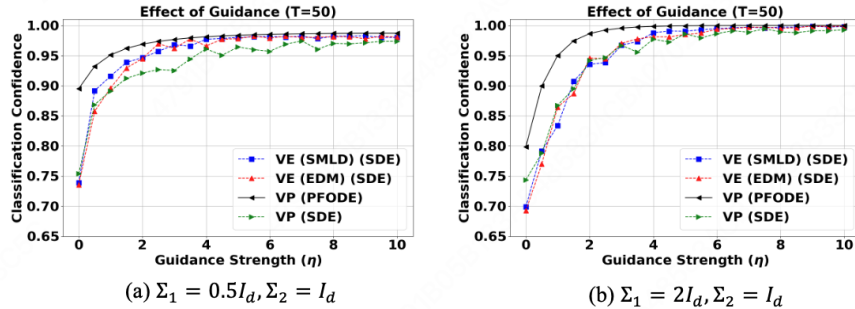 Effect of Guidance (T=50)
Classification Confidence
1.00
0.95
0.90
0.85
0.80
0.75
0.70
0.65
VE (SMLD) (SDE)
VE (EDM) (SDE)
VP (PFODE)
VP (SDE)
0 2 4 6 8 10
Guidance Strength (η)
(a) Σ₁ = 0.5I_d, Σ₂ = I_d
Effect of Guidance (T=50)
Classification Confidence
1.00
0.95
0.90
0.85
0.80
0.75
0.70
0.65
VE (SMLD) (SDE)
VE (EDM) (SDE)
VP (PFODE)
VP (SDE)
0 2 4 6 8 10
Guidance Strength (η)
(b) Σ₁ = 2I_d, Σ₂ = I_d